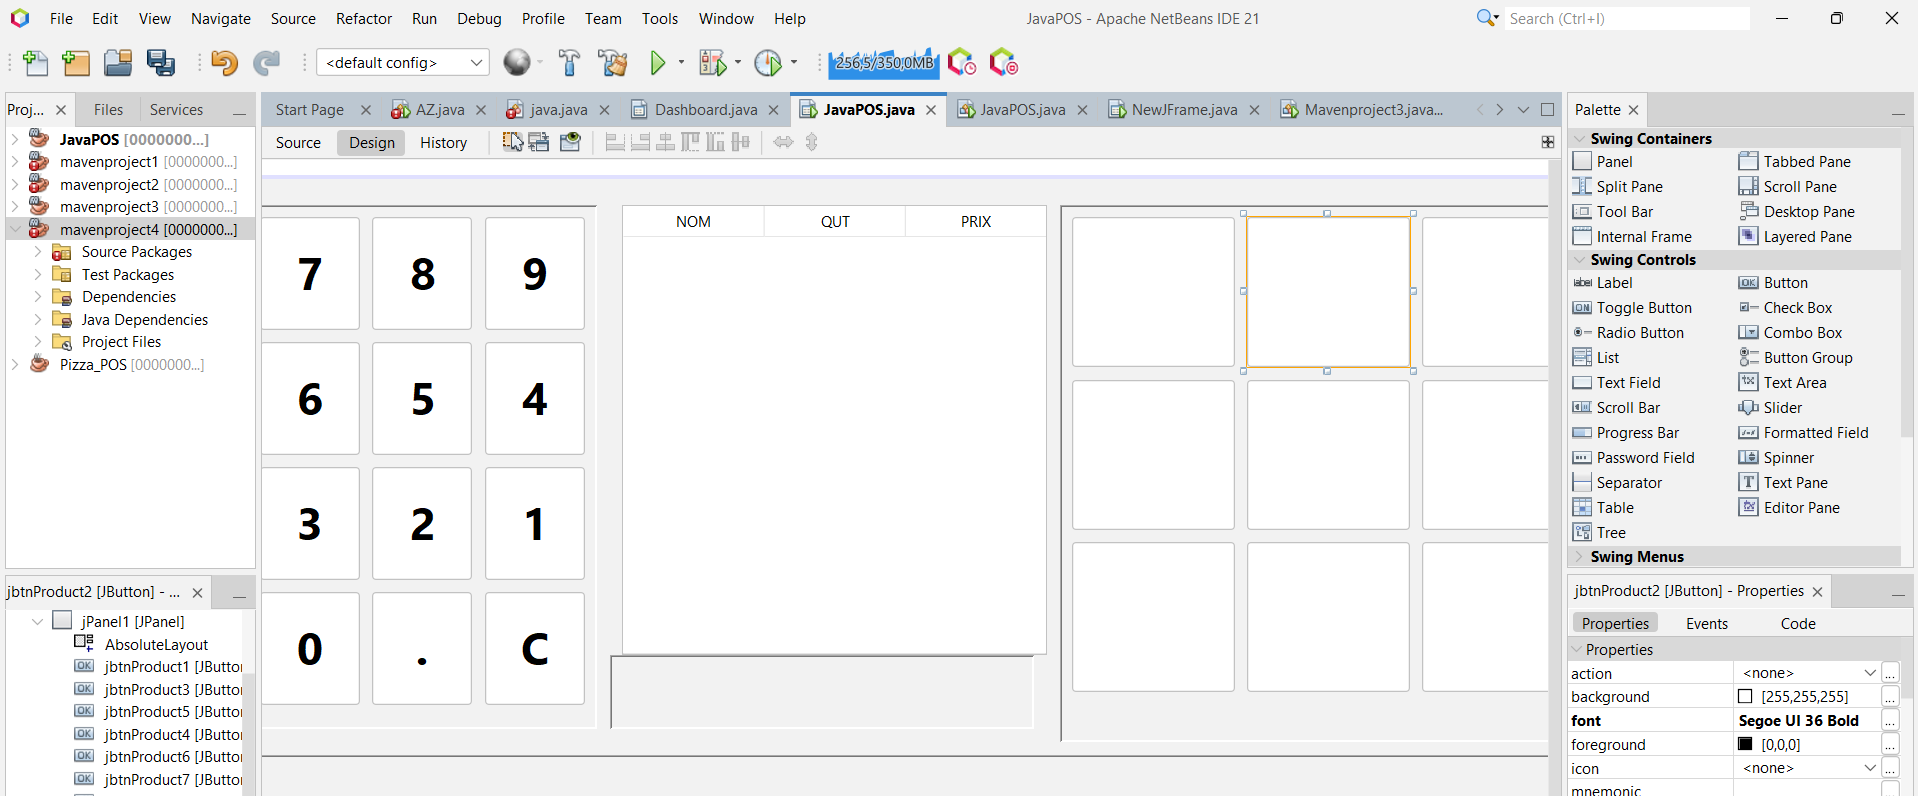 File Edit View Navigate Source Refactor Run Debug Profile Team Tools Window Help JavaPOS - Apache NetBeans IDE 21 Search (Ctrl+I)
<default config> 256,5/350,0MB
Proj... Files Services
JavaPOS [0000000...]
mavenproject1 [0000000...]
mavenproject2 [0000000...]
mavenproject3 [0000000...]
mavenproject4 [0000000...]
Source Packages
Test Packages
Dependencies
Java Dependencies
Project Files
Pizza_POS [0000000...]
jbtnProduct2 [JButton] - ...
jPanel1 [JPanel]
AbsoluteLayout
jbtnProduct1 [JButton
jbtnProduct3 [JButton
jbtnProduct5 [JButton
jbtnProduct4 [JButton
jbtnProduct6 [JButton
jbtnProduct7 [JButton
Start Page AZ.java java.java Dashboard.java JavaPOS.java JavaPOS.java NewJFrame.java Mavenproject3.java...
Source Design History
7 8 9
6 5 4
3 2 1
0 . C
NOM QUT PRIX
Palette
Swing Containers
Panel Tabbed Pane
Split Pane Scroll Pane
Tool Bar Desktop Pane
Internal Frame Layered Pane
Swing Controls
label Label OK Button
ON Toggle Button Check Box
Radio Button Combo Box
List Button Group
Text Field Text Area
Scroll Bar Slider
Progress Bar Formatted Field
Password Field Spinner
Separator Text Pane
Table Editor Pane
Tree
Swing Menus
jbtnProduct2 [JButton] - Properties
Properties Events Code
Properties
action <none> ...
background [255,255,255] ...
font Segoe UI 36 Bold ...
foreground [0,0,0] ...
icon <none> ...
mnemonic